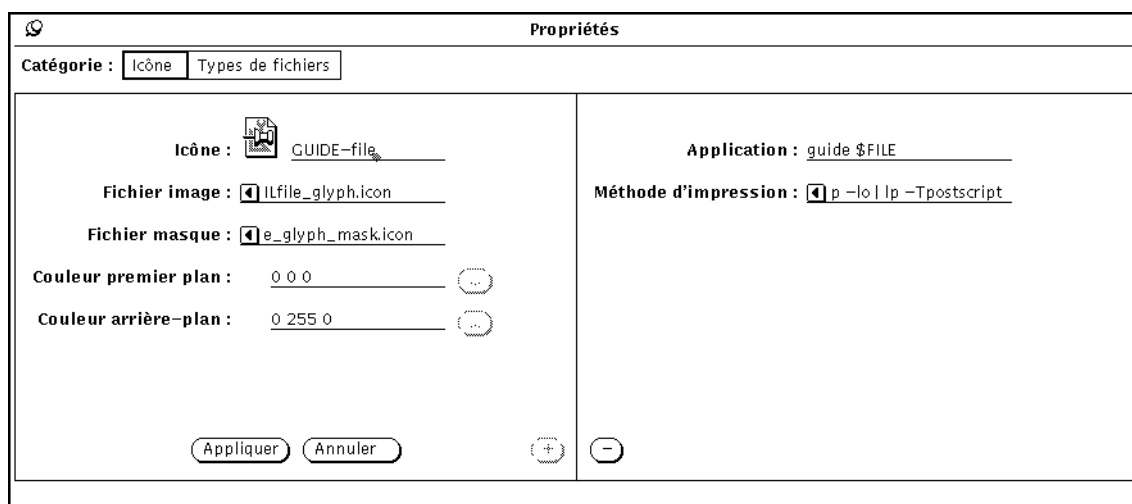 Propriétés
Catégorie : Icône Types de fichiers
Icône : GUIDE−file
Fichier image : ILfile_glyph.icon
Fichier masque : e_glyph_mask.icon
Couleur premier plan : 0 0 0 ...
Couleur arrière−plan : 0 255 0 ...
Appliquer Annuler +
Application : guide $FILE
Méthode d'impression : p −lo | lp −Tpostscript
−